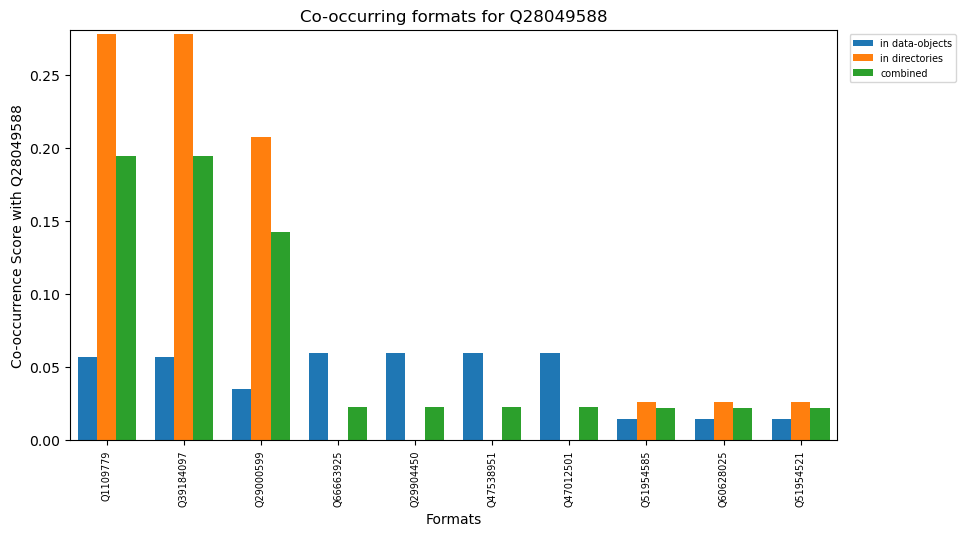 Co-occurring formats for Q28049588
in data-objects
in directories
combined
Co-occurrence Score with Q28049588
0.25
0.20
0.15
0.10
0.05
0.00
Q1109779
Q39184097
Q29000599
Q66663925
Q29904450
Q47538951
Q47012501
Q51954585
Q60628025
Q51954521
Formats